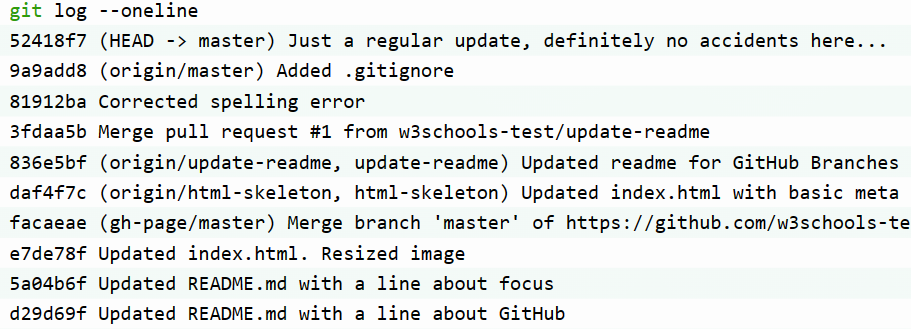 git log --oneline
52418f7 (HEAD -> master) Just a regular update, definitely no accidents here...
9a9add8 (origin/master) Added .gitignore
81912ba Corrected spelling error
3fdaa5b Merge pull request #1 from w3schools-test/update-readme
836e5bf (origin/update-readme, update-readme) Updated readme for GitHub Branches
daf4f7c (origin/html-skeleton, html-skeleton) Updated index.html with basic meta
facaeae (gh-page/master) Merge branch 'master' of https://github.com/w3schools-te
e7de78f Updated index.html. Resized image
5a04b6f Updated README.md with a line about focus
d29d69f Updated README.md with a line about GitHub